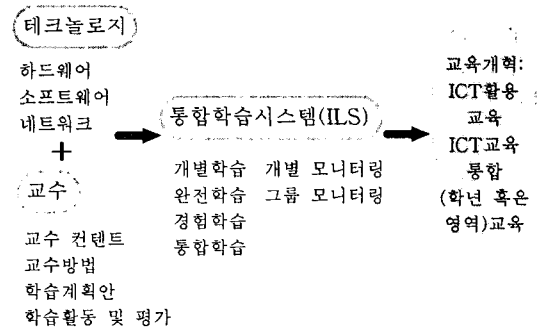 테크놀로지
하드웨어
소프트웨어
네트워크
+
교수
교수 컨텐트
교수방법
학습계획안
학습활동 및 평가
통합학습시스템(ILS)
개별학습 개별 모니터링
완전학습 그룹 모니터링
경험학습
통합학습
교육개혁:
ICT활용
교육
ICT교육
통합
(학년 혹은
영역)교육